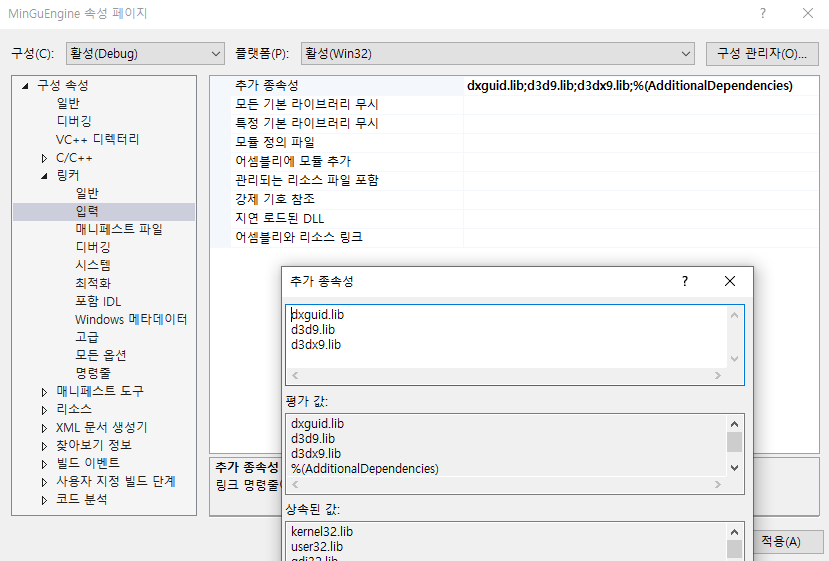 MinGuEngine 속성 페이지
구성(C): 활성(Debug) 플랫폼(P): 활성(Win32) 구성 관리자(O)...
구성 속성
일반
디버깅
VC++ 디렉터리
C/C++
링커
일반
입력
매니페스트 파일
디버깅
시스템
최적화
포함 IDL
Windows 메타데이터
고급
모든 옵션
명령줄
매니페스트 도구
리소스
XML 문서 생성기
찾아보기 정보
빌드 이벤트
사용자 지정 빌드 단계
코드 분석
추가 종속성 dxguid.lib;d3d9.lib;d3dx9.lib;%(AdditionalDependencies)
모든 기본 라이브러리 무시
특정 기본 라이브러리 무시
모듈 정의 파일
어셈블리에 모듈 추가
관리되는 리소스 파일 포함
강제 기호 참조
지연 로드된 DLL
어셈블리와 리소스 링크
추가 종속성
링크 명령줄
추가 종속성
dxguid.lib
d3d9.lib
d3dx9.lib
평가 값:
dxguid.lib
d3d9.lib
d3dx9.lib
%(AdditionalDependencies)
상속된 값:
kernel32.lib
user32.lib
gdi32.lib
적용(A)